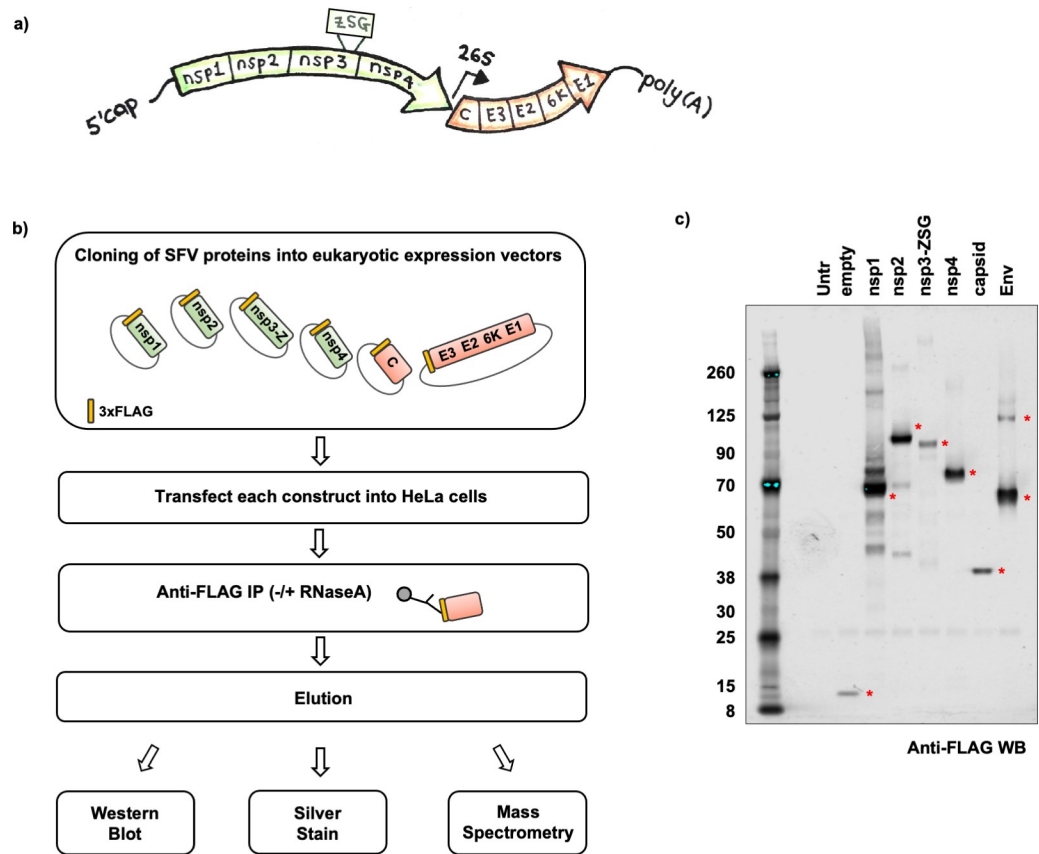 a)
ZSG
5'cap
nsp1 nsp2 nsp3 nsp4
26S
C E3 E2 6K E1
poly(A)
b)
Cloning of SFV proteins into eukaryotic expression vectors
nsp1
nsp2
nsp3-Z
nsp4
C
E3 E2 6K E1
3xFLAG
Transfect each construct into HeLa cells
Anti-FLAG IP (-/+ RNaseA)
Elution
Western
Blot
Silver
Stain
Mass
Spectrometry
c)
Untr
empty
nsp1
nsp2
nsp3-ZSG
nsp4
capsid
Env
260
125
90
70
50
38
30
25
15
8
*
*
*
*
*
*
*
*
Anti-FLAG WB